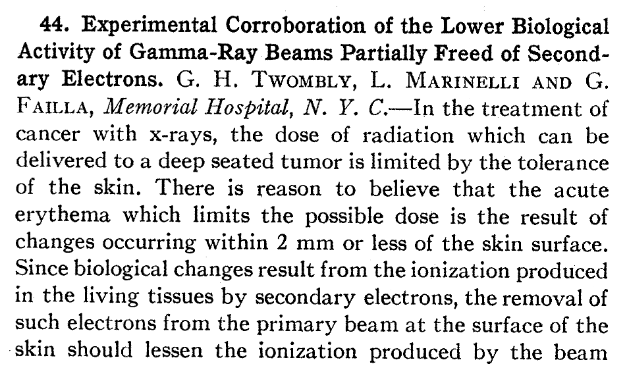 44. Experimental Corroboration of the Lower Biological
Activity of Gamma-Ray Beams Partially Freed of Second-
ary Electrons. G. H. TWOMBLY, L. MARINELLI AND G.
FAILLA, Memorial Hospital, N. Y. C.—In the treatment of
cancer with x-rays, the dose of radiation which can be
delivered to a deep seated tumor is limited by the tolerance
of the skin. There is reason to believe that the acute
erythema which limits the possible dose is the result of
changes occurring within 2 mm or less of the skin surface.
Since biological changes result from the ionization produced
in the living tissues by secondary electrons, the removal of
such electrons from the primary beam at the surface of the
skin should lessen the ionization produced by the beam